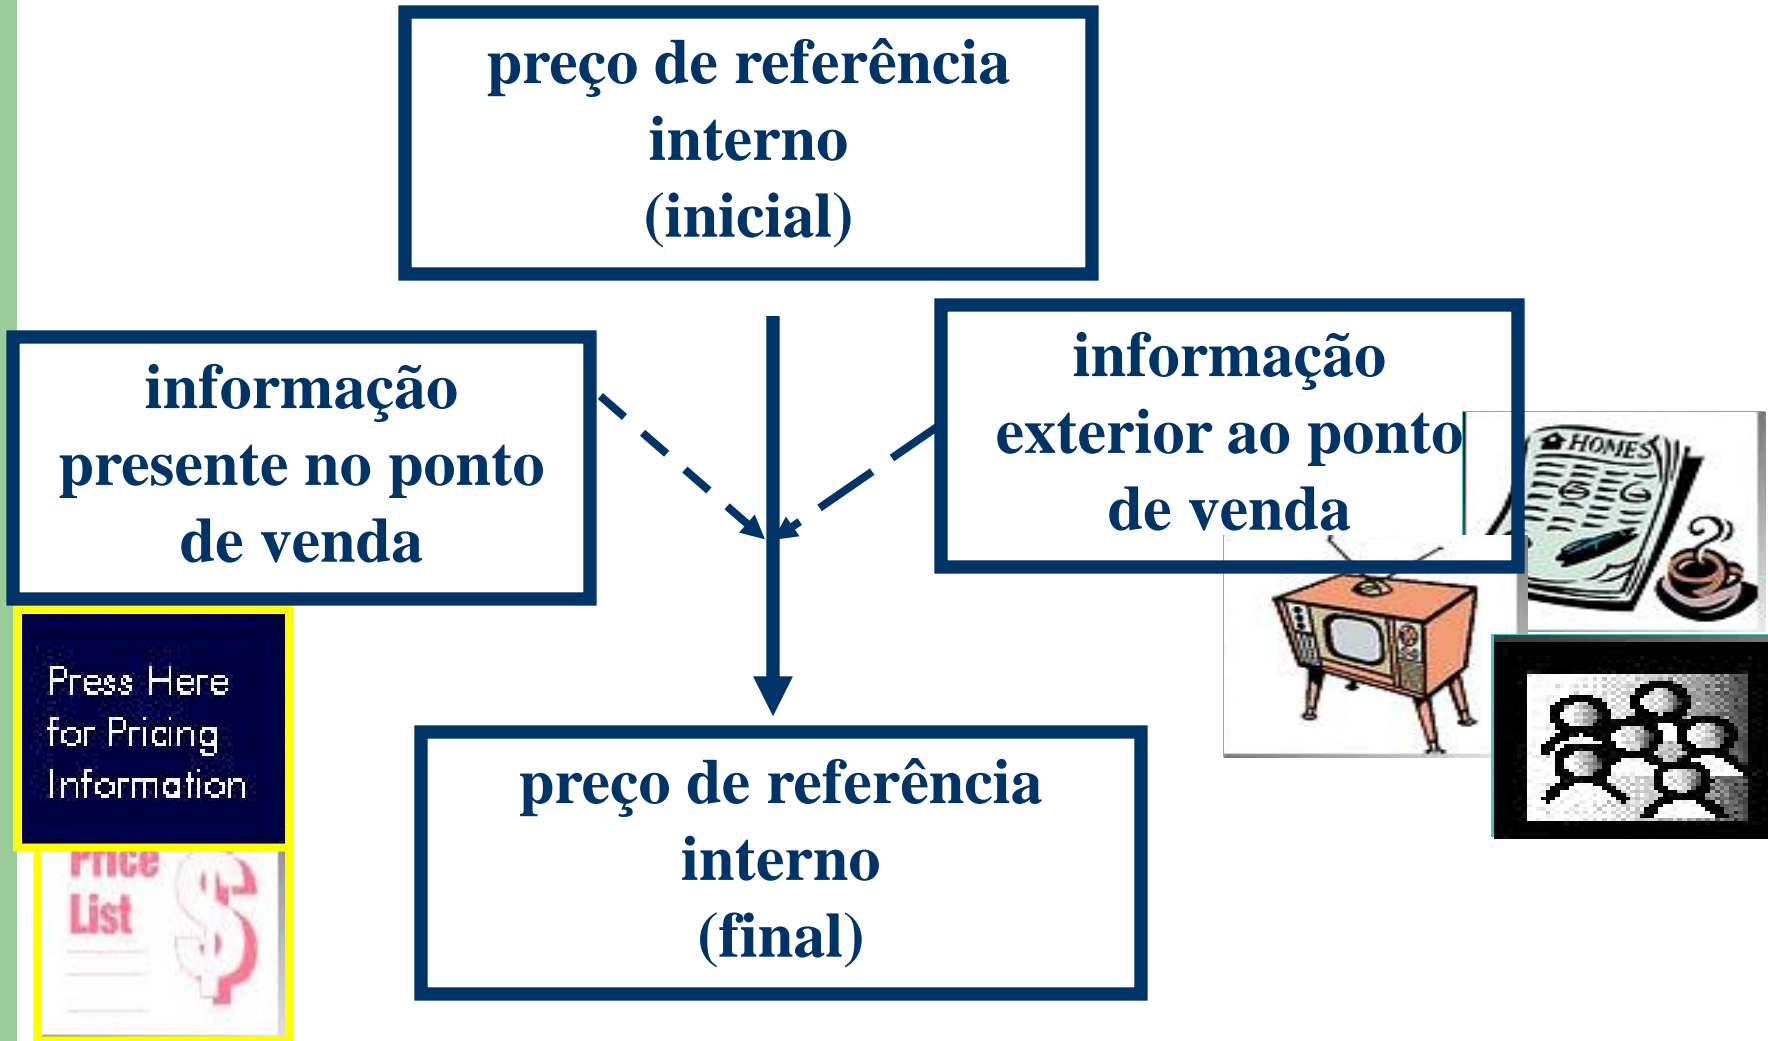 preço de referência
interno
(inicial)
informação
presente no ponto
de venda
informação
exterior ao ponto
de venda
HOMES
Press Here
for Pricing
Information
Price
List
$
preço de referência
interno
(final)